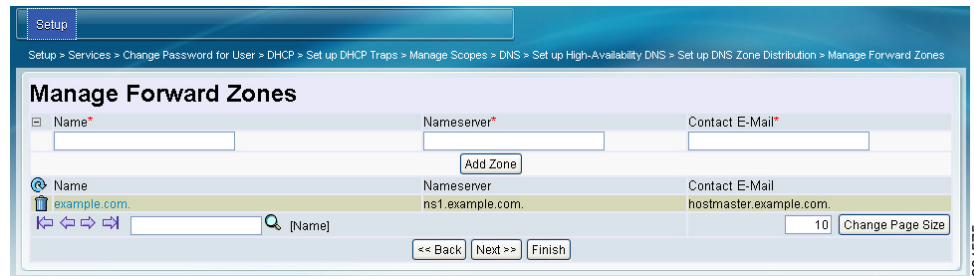 Setup
Setup > Services > Change Password for User > DHCP > Set up DHCP Traps > Manage Scopes > DNS > Set up High-Availability DNS > Set up DNS Zone Distribution > Manage Forward Zones
Manage Forward Zones
Name* Nameserver* Contact E-Mail*
Add Zone
Name Nameserver Contact E-Mail
example.com. ns1.example.com. hostmaster.example.com.
[Name] 10 Change Page Size
<< Back Next >> Finish